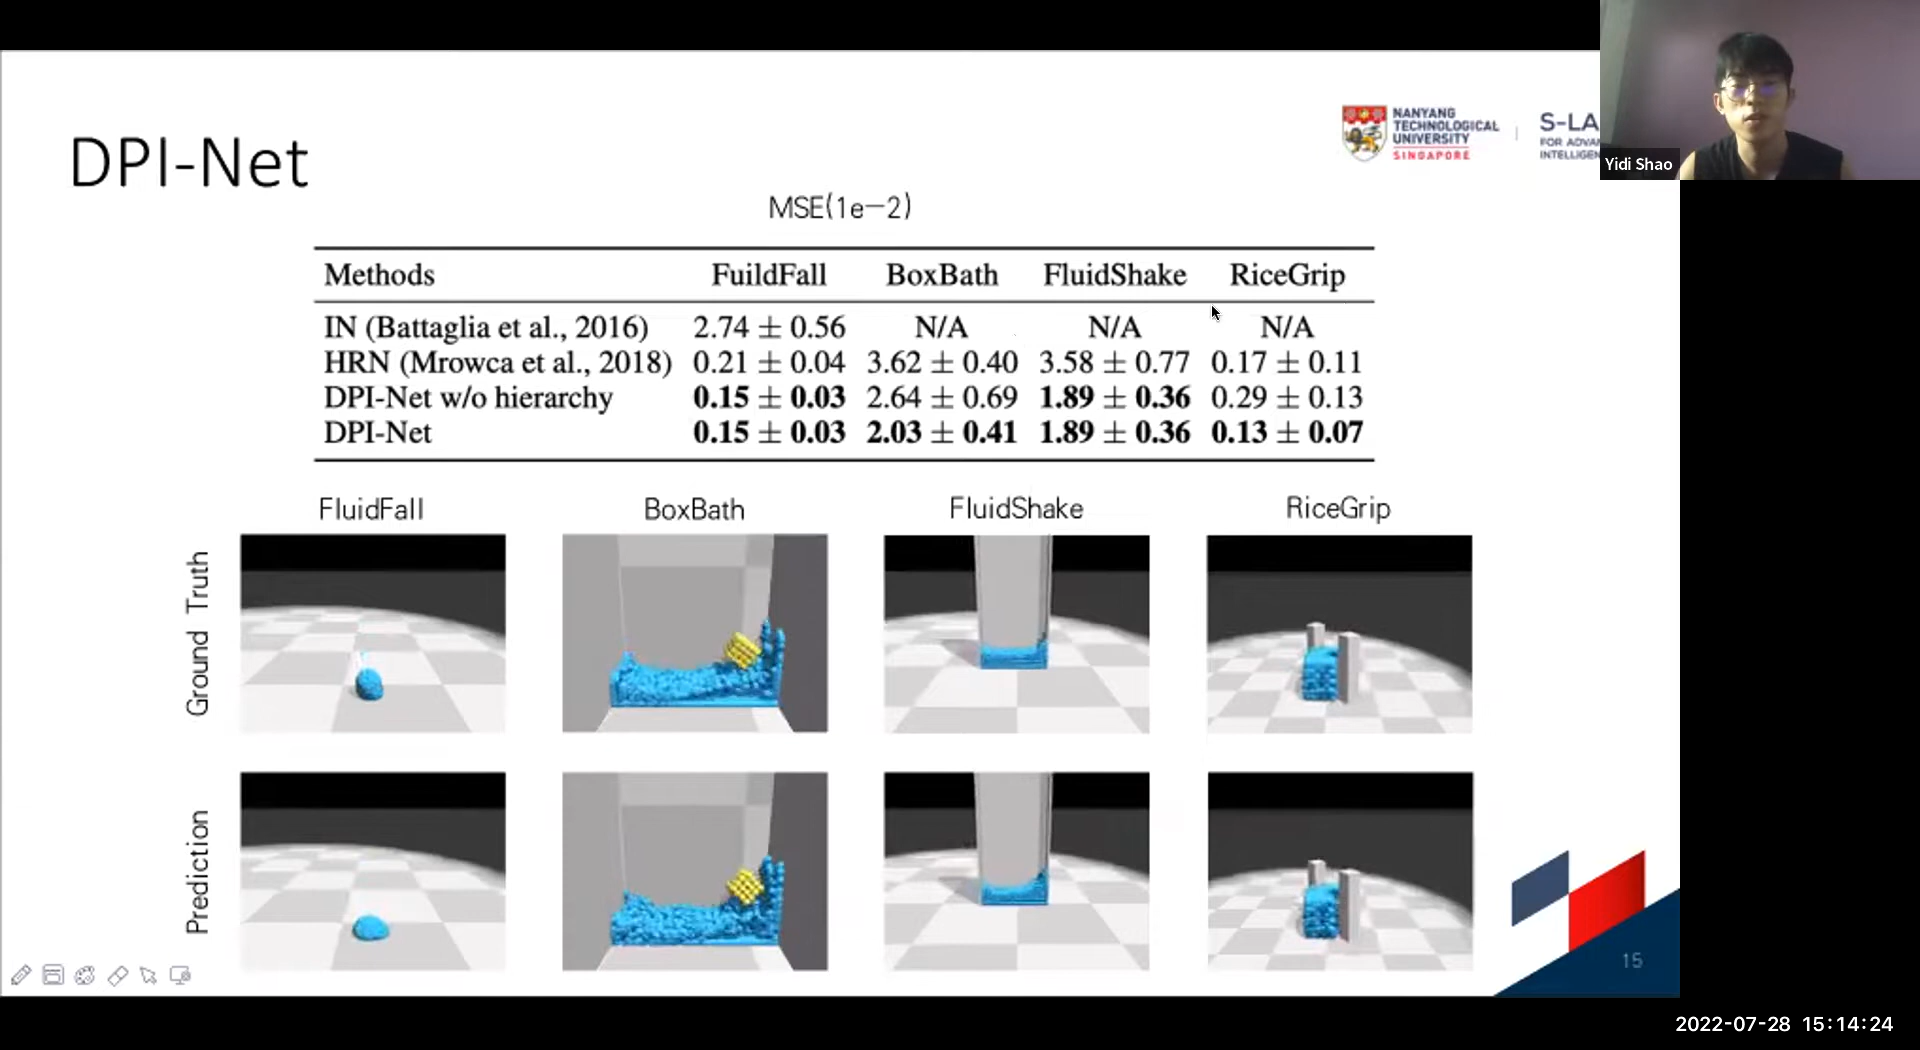 DPI-Net
NANYANG
TECHNOLOGICAL
UNIVERSITY
SINGAPORE
S-LA
FOR ADVAN
INTELLIGEN
Yidi Shao
MSE(1e-2)
Methods FuildFall BoxBath FluidShake RiceGrip
IN (Battaglia et al., 2016) 2.74 ± 0.56 N/A N/A N/A
HRN (Mrowca et al., 2018) 0.21 ± 0.04 3.62 ± 0.40 3.58 ± 0.77 0.17 ± 0.11
DPI-Net w/o hierarchy 0.15 ± 0.03 2.64 ± 0.69 1.89 ± 0.36 0.29 ± 0.13
DPI-Net 0.15 ± 0.03 2.03 ± 0.41 1.89 ± 0.36 0.13 ± 0.07
FluidFall BoxBath FluidShake RiceGrip
Ground Truth
Prediction
15
2022-07-28 15:14:24